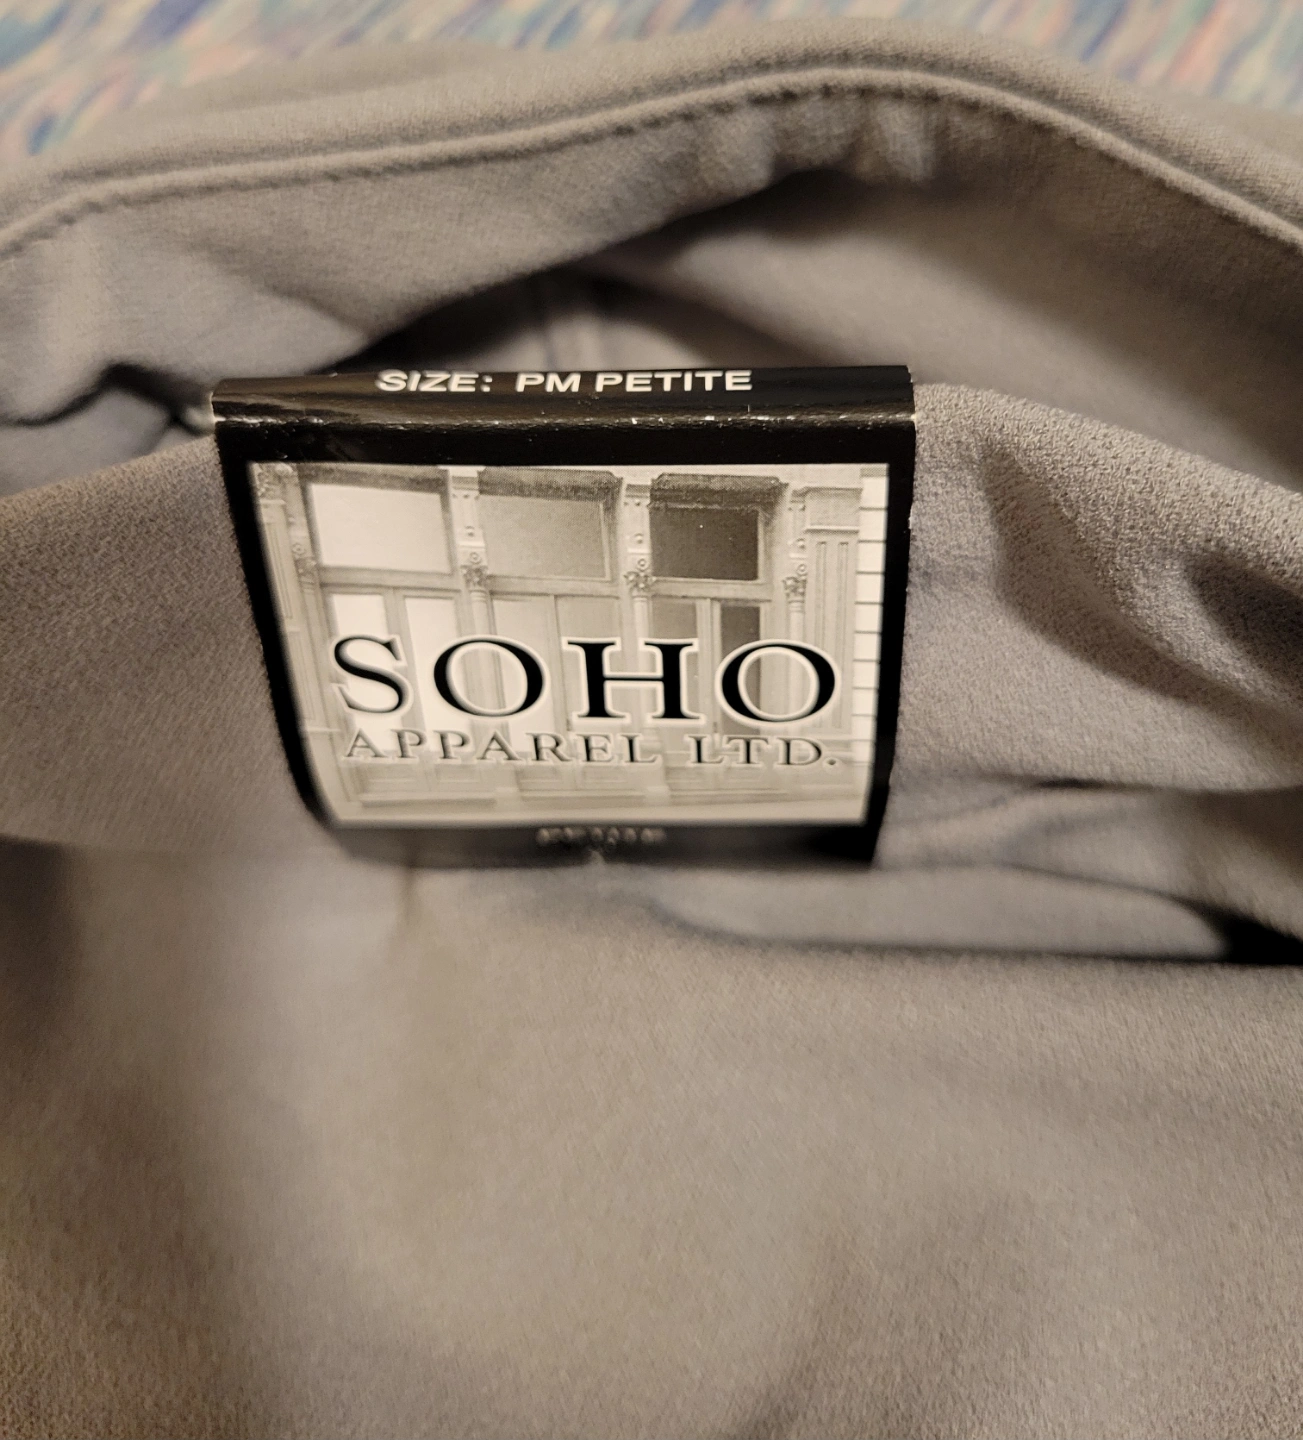 SIZE: PM PETITE
SOHO
APPAREL LTD.